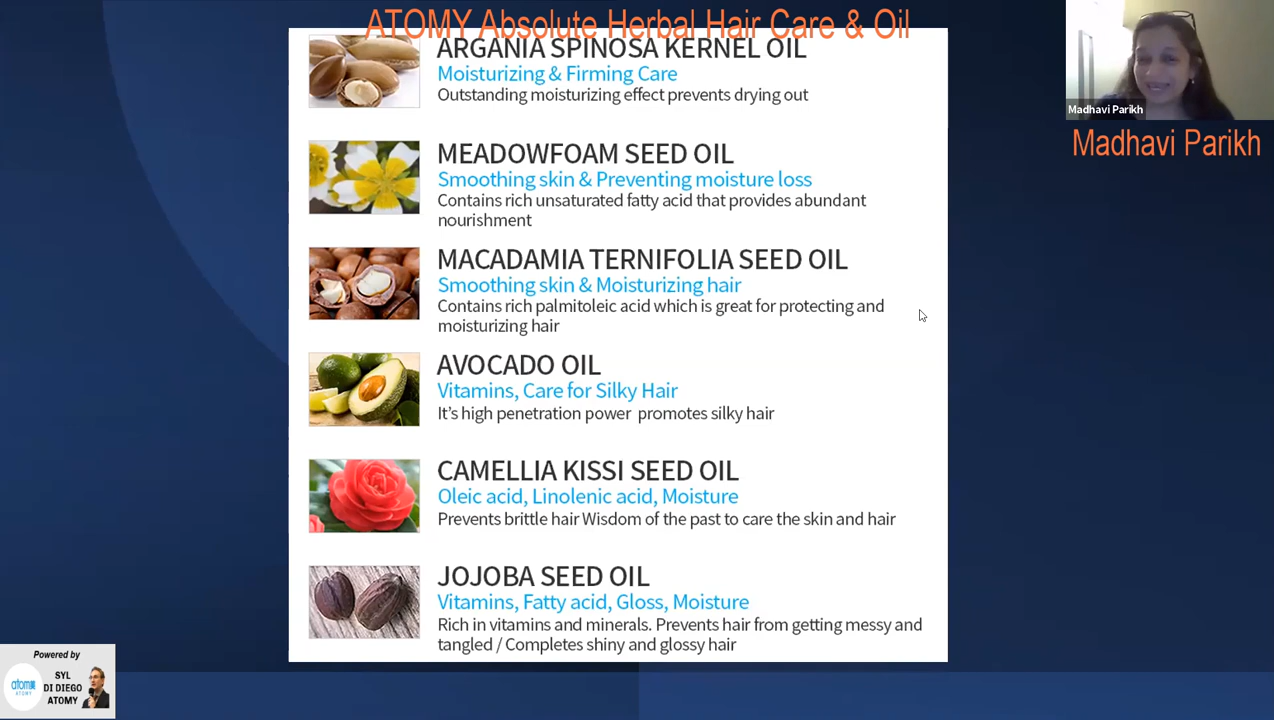 ATOMY Absolute Herbal Hair Care & Oil
ARGANIA SPINOSA KERNEL OIL
Moisturizing & Firming Care
Outstanding moisturizing effect prevents drying out
MEADOWFOAM SEED OIL
Smoothing skin & Preventing moisture loss
Contains rich unsaturated fatty acid that provides abundant
nourishment
MACADAMIA TERNIFOLIA SEED OIL
Smoothing skin & Moisturizing hair
Contains rich palmitoleic acid which is great for protecting and
moisturizing hair
AVOCADO OIL
Vitamins, Care for Silky Hair
It's high penetration power promotes silky hair
CAMELLIA KISSI SEED OIL
Oleic acid, Linolenic acid, Moisture
Prevents brittle hair Wisdom of the past to care the skin and hair
JOJOBA SEED OIL
Vitamins, Fatty acid, Gloss, Moisture
Rich in vitamins and minerals. Prevents hair from getting messy and
tangled / Completes shiny and glossy hair
Madhavi Parikh
Madhavi Parikh
Powered by
atomy
ATOMY
SYL
DI DIEGO
ATOMY